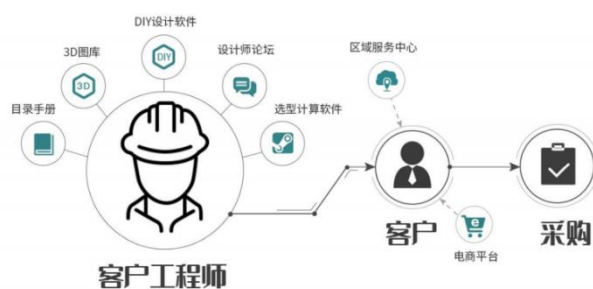 DIY设计软件
3D图库
设计师论坛
目录手册
选型计算软件
区域服务中心
3D
DIY
e
客户
采购
电商平台
客户工程师